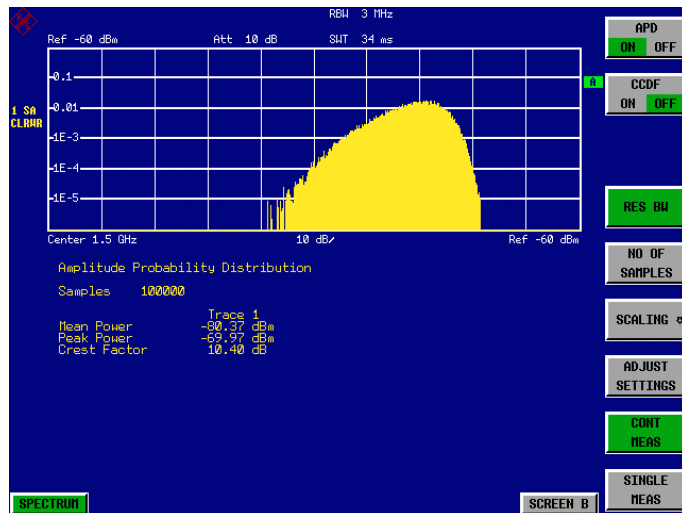 RBW 3 MHz
Ref -60 dBm Att 10 dB SWT 34 ms
0.1
A
1 SA
CLRWR
0.01
1E-3
1E-4
1E-5
Center 1.5 GHz 10 dB/ Ref -60 dBm
Amplitude Probability Distribution
Samples 100000
Trace 1
Mean Power -80.37 dBm
Peak Power -69.97 dBm
Crest Factor 10.40 dB
SPECTRUM
SCREEN B
APD
ON OFF
CCDF
ON OFF
RES BW
NO OF
SAMPLES
SCALING
ADJUST
SETTINGS
CONT
MEAS
SINGLE
MEAS